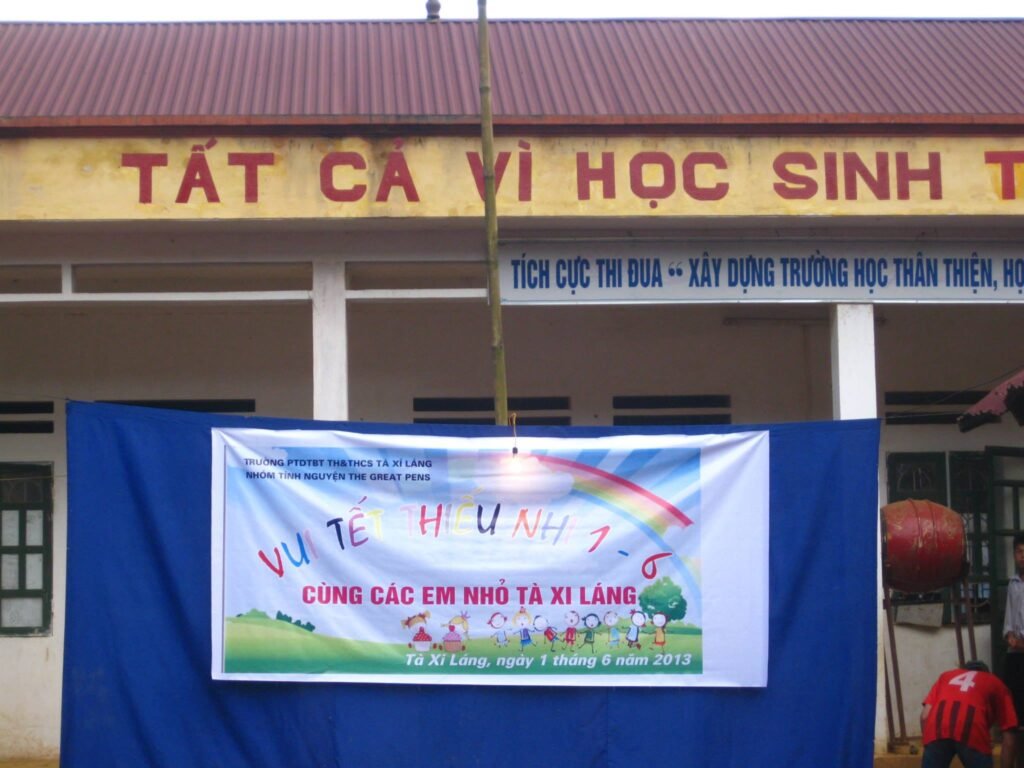 TẤT CẢ VÌ HỌC SINH T
TÍCH CỰC THI ĐUA “ XÂY DỰNG TRƯỜNG HỌC THÂN THIỆN, HỌ
TRƯỜNG PTDTBT TH&THCS TÀ XI LÁNG
NHÓM TÌNH NGUYỆN THE GREAT PENS
VUI TẾT THIẾU NHI 1-6
CÙNG CÁC EM NHỎ TÀ XI LÁNG
Tà Xi Láng, ngày 1 tháng 6 năm 2013
4